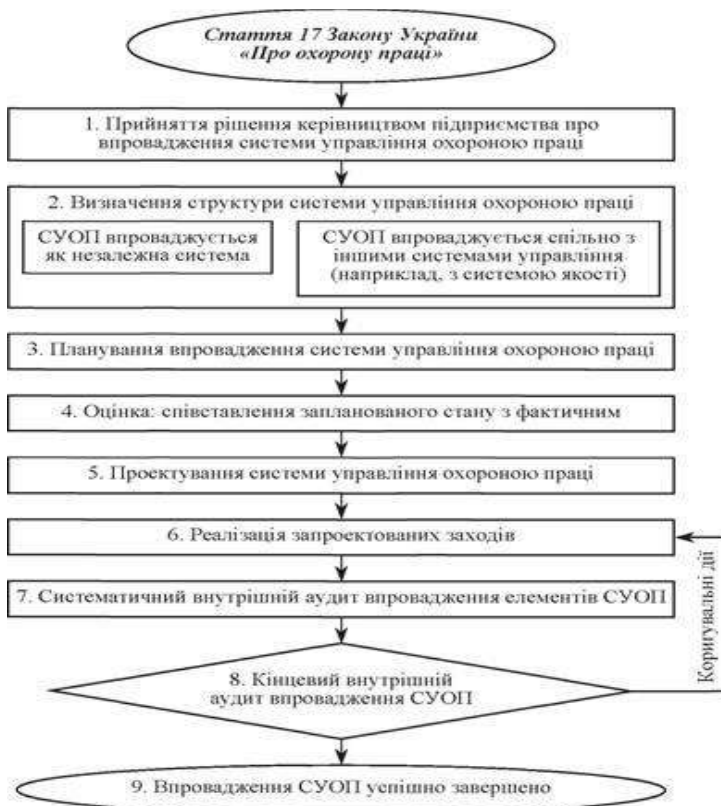 Стаття 17 Закону України
«Про охорону праці»
1. Прийняття рішення керівництвом підприємства про
впровадження системи управління охороною праці
2. Визначення структури системи управління охороною праці
СУОП впроваджується
як незалежна система
СУОП впроваджується спільно з
іншими системами управління
(наприклад, з системою якості)
3. Планування впровадження системи управління охороною праці
4. Оцінка: співставлення запланованого стану з фактичним
5. Проектування системи управління охороною праці
6. Реалізація запроектованих заходів
7. Систематичний внутрішній аудит впровадження елементів СУОП
Коригувальні дії
8. Кінцевий внутрішній
аудит впровадження СУОП
9. Впровадження СУОП успішно завершено